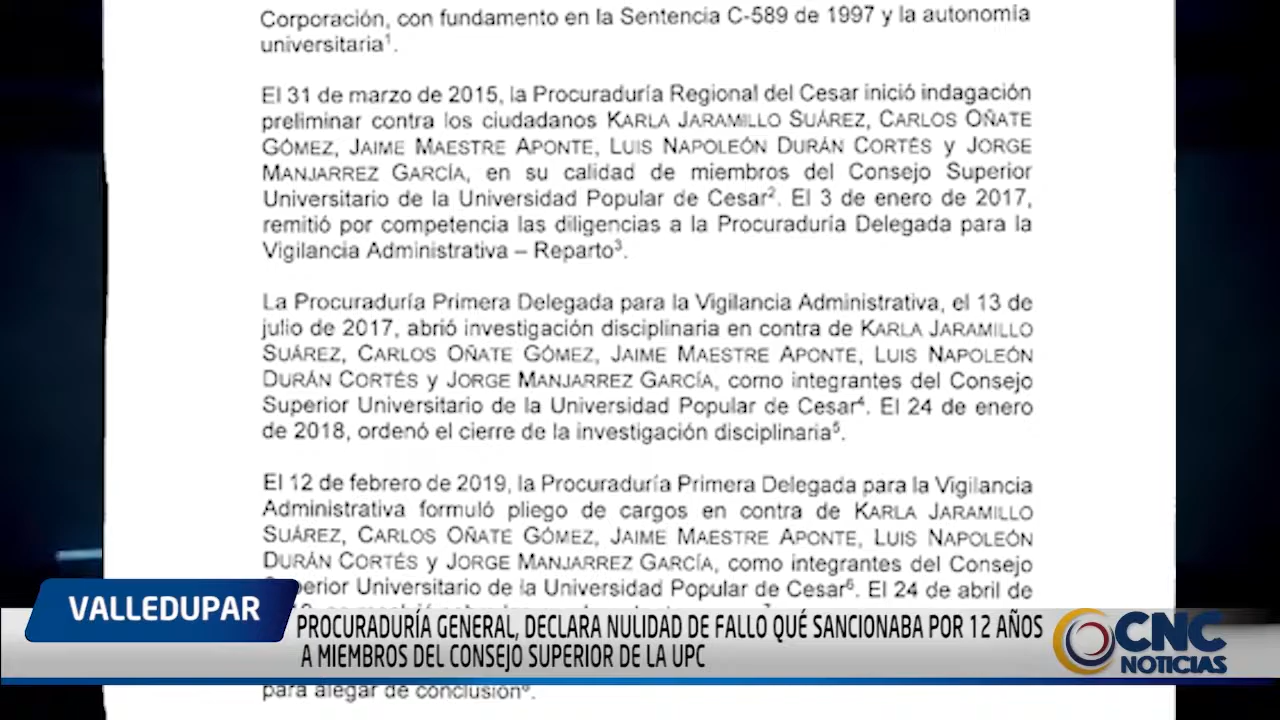 Corporación, con fundamento en la Sentencia C-589 de 1997 y la autonomía
universitaria¹.
El 31 de marzo de 2015, la Procuraduría Regional del Cesar inició indagación
preliminar contra los ciudadanos KARLA JARAMILLO SUÁREZ, CARLOS OÑATE
GÓMEZ, JAIME MAESTRE APONTE, LUIS NAPOLEÓN DURÁN CORTÉS y JORGE
MANJARREZ GARCÍA, en su calidad de miembros del Consejo Superior
Universitario de la Universidad Popular de Cesar². El 3 de enero de 2017,
remitió por competencia las diligencias a la Procuraduría Delegada para la
Vigilancia Administrativa – Reparto³.
La Procuraduría Primera Delegada para la Vigilancia Administrativa, el 13 de
julio de 2017, abrió investigación disciplinaria en contra de KARLA JARAMILLO
SUÁREZ, CARLOS OÑATE GÓMEZ, JAIME MAESTRE APONTE, LUIS NAPOLEÓN
DURÁN CORTÉS y JORGE MANJARREZ GARCÍA, como integrantes del Consejo
Superior Universitario de la Universidad Popular de Cesar⁴. El 24 de enero
de 2018, ordenó el cierre de la investigación disciplinaria⁵.
El 12 de febrero de 2019, la Procuraduría Primera Delegada para la Vigilancia
Administrativa formuló pliego de cargos en contra de KARLA JARAMILLO
SUÁREZ, CARLOS OÑATE GÓMEZ, JAIME MAESTRE APONTE, LUIS NAPOLEÓN
DURÁN CORTÉS y JORGE MANJARREZ GARCÍA, como integrantes del Consejo
Universitario de la Universidad Popular de Cesar⁶. El 24 de abril de
VALLEDUPAR
PROCURADURÍA GENERAL, DECLARA NULIDAD DE FALLO QUÉ SANCIONABA POR 12 AÑOS
A MIEMBROS DEL CONSEJO SUPERIOR DE LA UPC
CNC
NOTICIAS
para alegar de conclusión⁸.